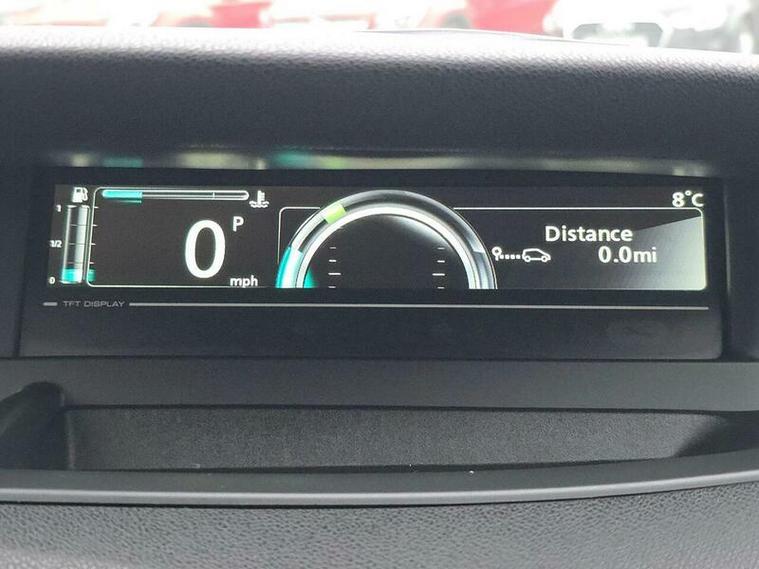 8°C
1
1/2
0
0
P
mph
Distance
0.0mi
TFT DISPLAY